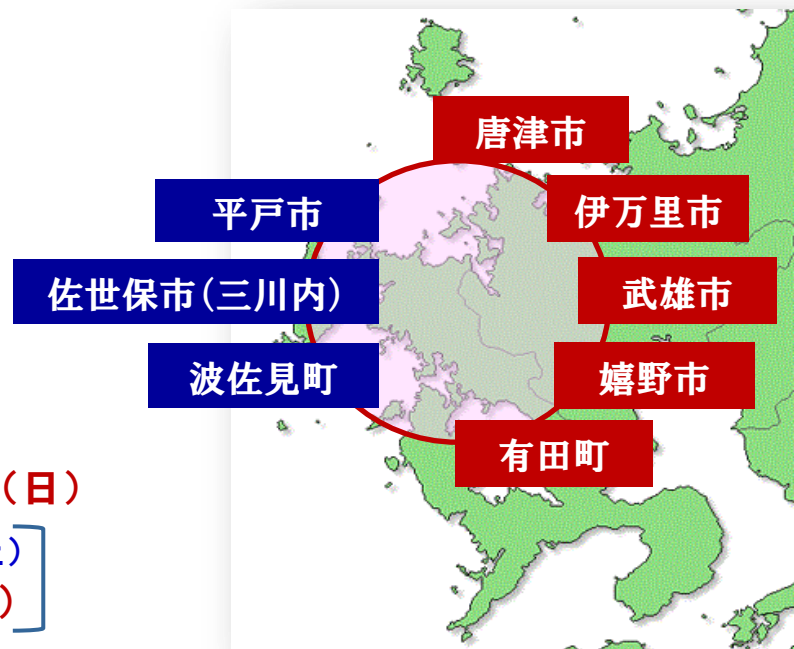 唐津市
平戸市
伊万里市
佐世保市(三川内)
武雄市
波佐見町
嬉野市
有田町
(日)
)
)